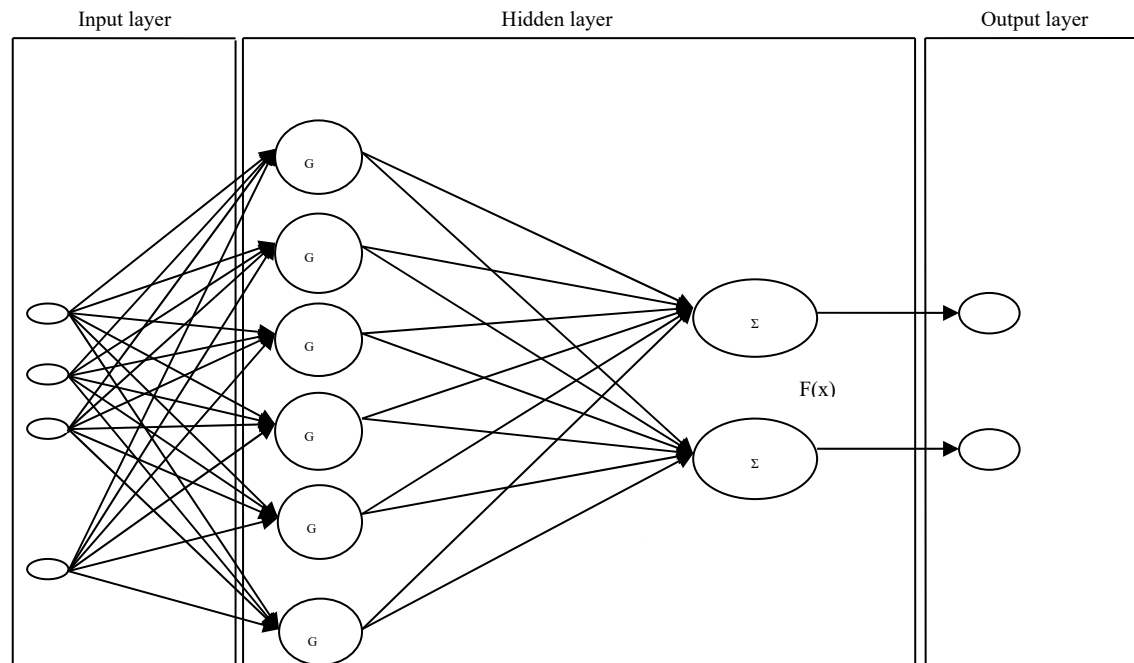 Input layer
Hidden layer
Output layer
G
G
G
G
G
G
Σ
F(x)
Σ